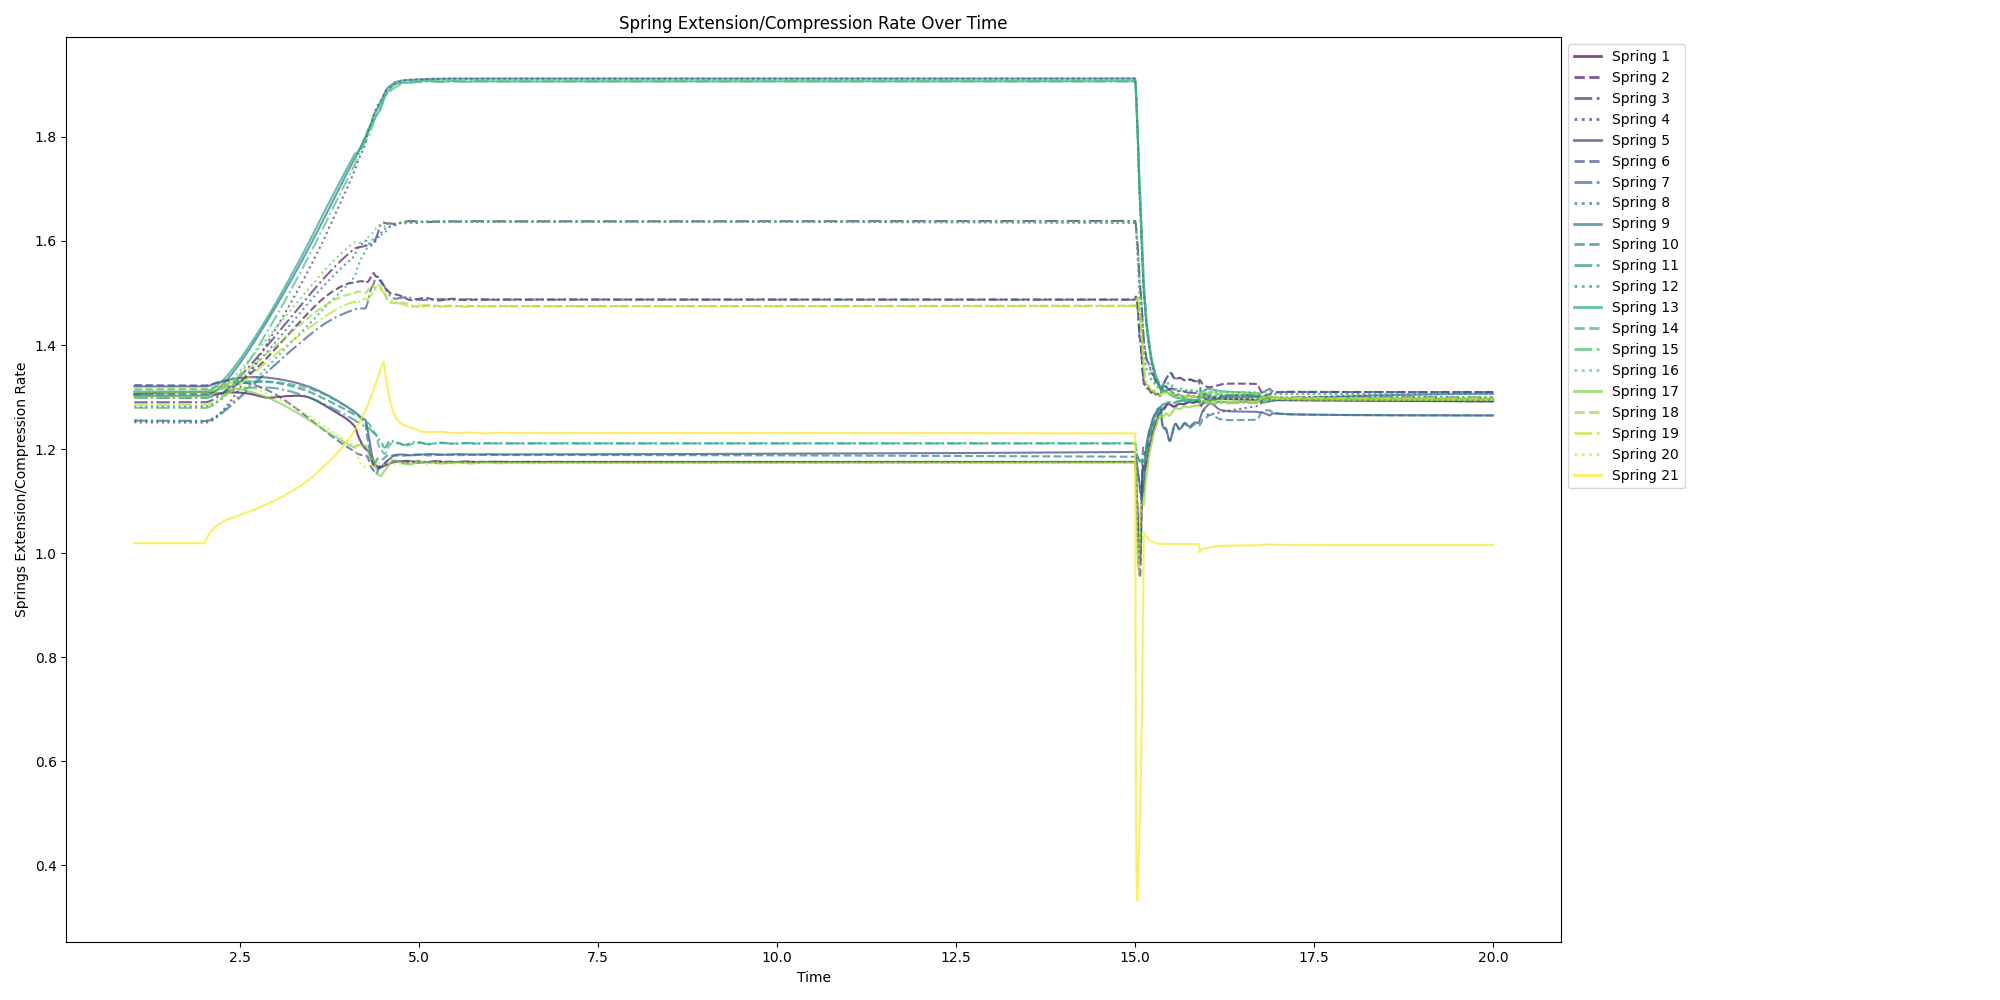 Spring Extension/Compression Rate Over Time
Springs Extension/Compression Rate
1.8
1.6
1.4
1.2
1.0
0.8
0.6
0.4
2.5
5.0
7.5
10.0
12.5
15.0
17.5
20.0
Time
Spring 1
Spring 2
Spring 3
Spring 4
Spring 5
Spring 6
Spring 7
Spring 8
Spring 9
Spring 10
Spring 11
Spring 12
Spring 13
Spring 14
Spring 15
Spring 16
Spring 17
Spring 18
Spring 19
Spring 20
Spring 21